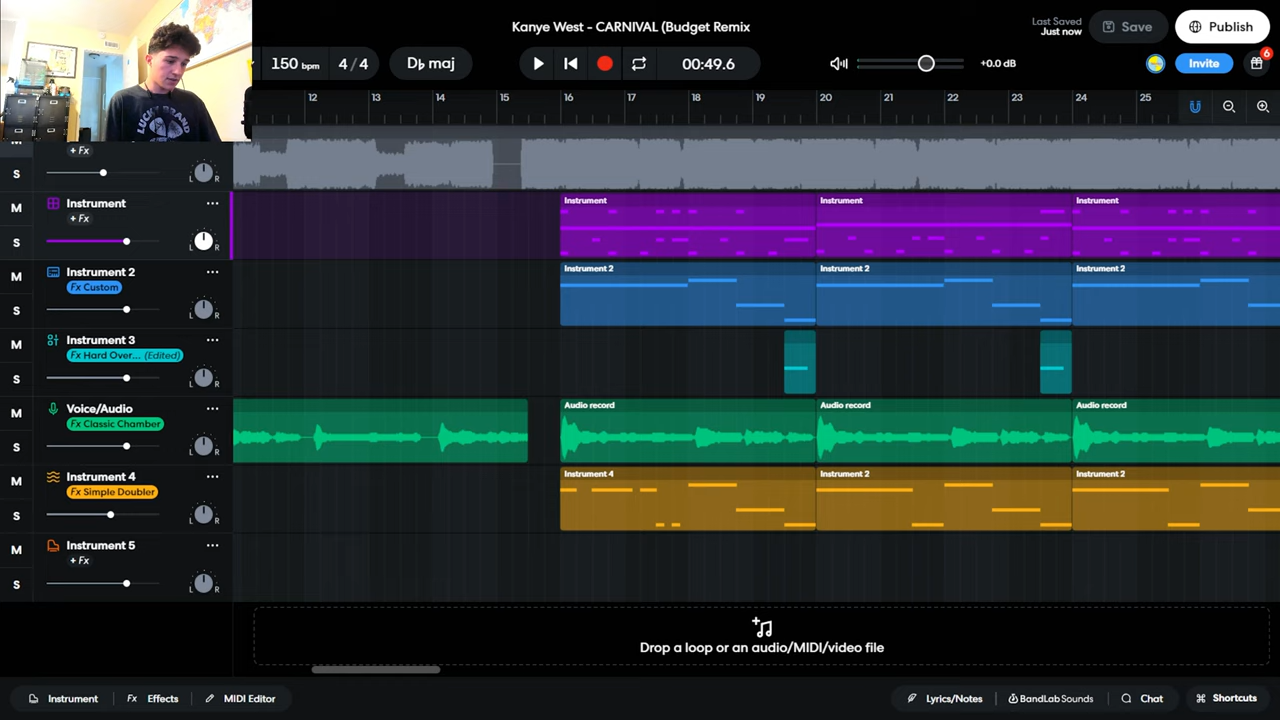 Kanye West - CARNIVAL (Budget Remix
Last Saved
Just now
Save
Publish
150 bpm
4 / 4
D♭ maj
00:49.6
+0.0 dB
Invite
6
12 13 14 15 16 17 18 19 20 21 22 23 24 25
LUCKY BRAND
M
+ Fx
S
L R
M
Instrument
+ Fx
S
L R
Instrument
Instrument
Instrument
M
Instrument 2
Fx Custom
S
L R
Instrument 2
Instrument 2
Instrument 2
M
Instrument 3
Fx Hard Over... (Edited)
S
L R
M
Voice/Audio
Fx Classic Chamber
S
L R
Audio record
Audio record
Audio record
M
Instrument 4
Fx Simple Doubler
S
L R
Instrument 4
Instrument 2
Instrument 2
M
Instrument 5
+ Fx
S
L R
Drop a loop or an audio/MIDI/video file
Instrument
Fx Effects
MIDI Editor
Lyrics/Notes
BandLab Sounds
Chat
⌘ Shortcuts